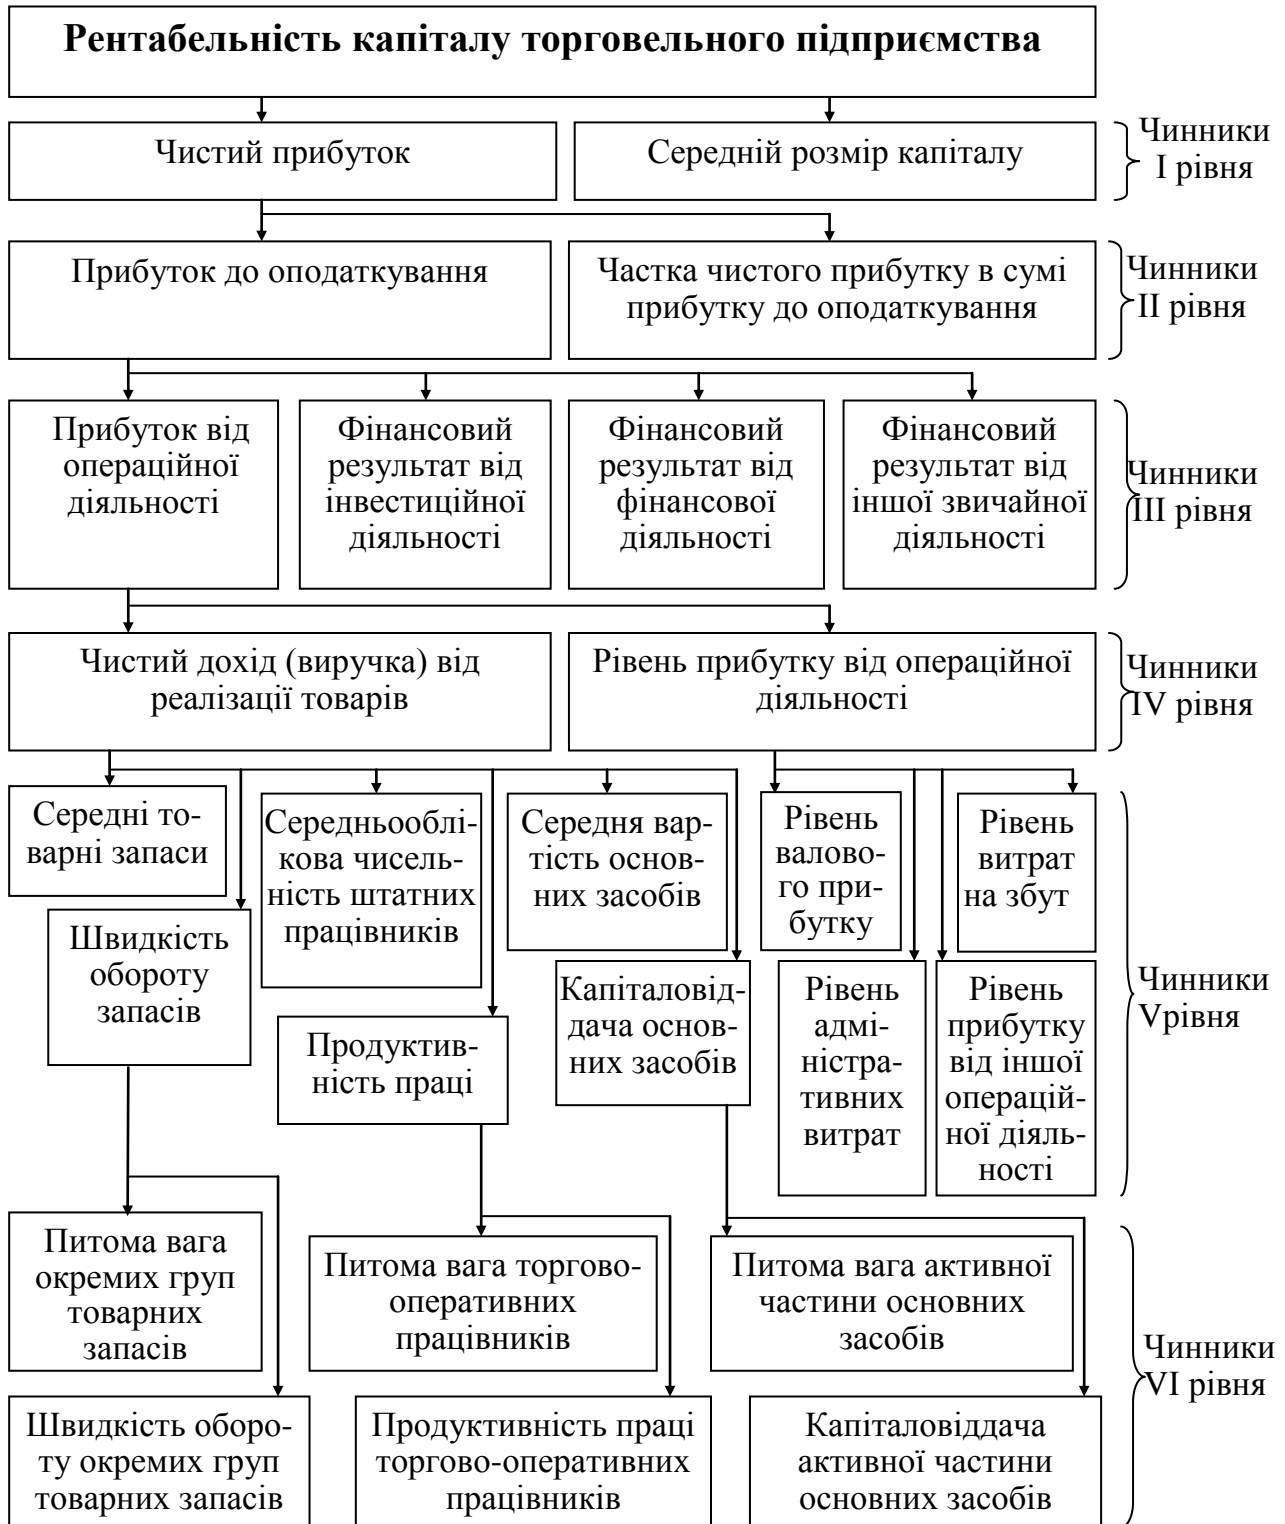 Рентабельність капіталу торговельного підприємства
Чистий прибуток
Середній розмір капіталу
Чинники
I рівня
Прибуток до оподаткування
Частка чистого прибутку в сумі
прибутку до оподаткування
Чинники
II рівня
Прибуток від
операційної
діяльності
Фінансовий
результат від
інвестиційної
діяльності
Фінансовий
результат від
фінансової
діяльності
Фінансовий
результат від
іншої звичайної
діяльності
Чинники
III рівня
Чистий дохід (виручка) від
реалізації товарів
Рівень прибутку від операційної
діяльності
Чинники
IV рівня
Середні то-
варні запаси
Швидкість
обороту
запасів
Середньооблі-
кова чисель-
ність штатних
працівників
Продуктив-
ність праці
Середня вар-
тість основ-
них засобів
Капіталовід-
дача основ-
них засобів
Рівень
валово-
го при-
бутку
Рівень
витрат
на збут
Рівень
адмі-
ністра-
тивних
витрат
Рівень
прибутку
від іншої
операцій-
ної діяль-
ності
Чинники
Vрівня
Питома вага
окремих груп
товарних
запасів
Питома вага торгово-
оперативних
працівників
Питома вага активної
частини основних
засобів
Швидкість оборо-
ту окремих груп
товарних запасів
Продуктивність праці
торгово-оперативних
працівників
Капіталовіддача
активної частини
основних засобів
Чинники
VI рівня